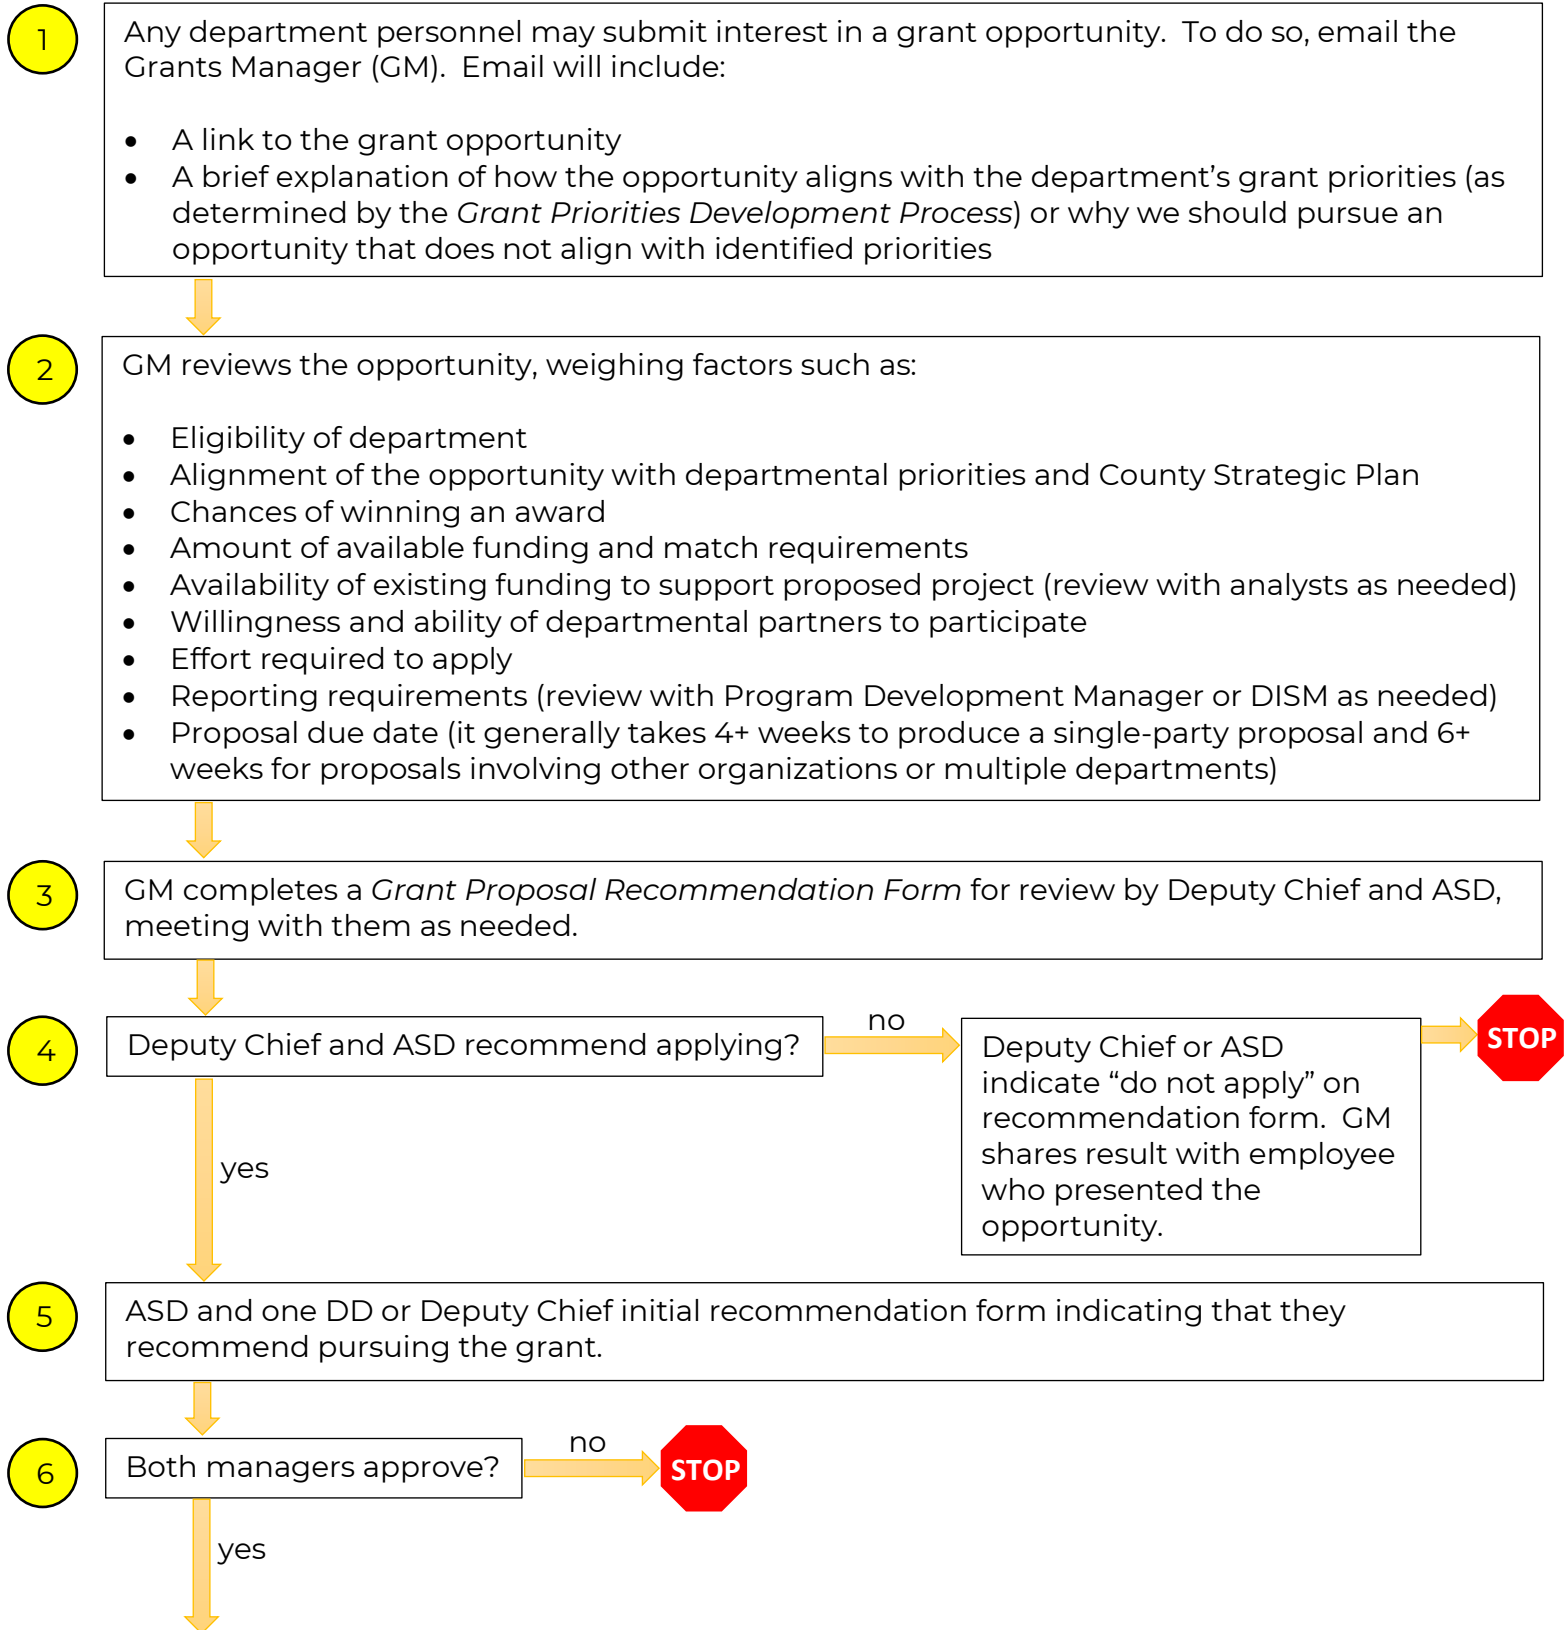 1
Any department personnel may submit interest in a grant opportunity.  To do so, email the
Grants Manager (GM).  Email will include:
• A link to the grant opportunity
• A brief explanation of how the opportunity aligns with the department’s grant priorities (as
determined by the Grant Priorities Development Process) or why we should pursue an
opportunity that does not align with identified priorities
2
GM reviews the opportunity, weighing factors such as:
• Eligibility of department
• Alignment of the opportunity with departmental priorities and County Strategic Plan
• Chances of winning an award
• Amount of available funding and match requirements
• Availability of existing funding to support proposed project (review with analysts as needed)
• Willingness and ability of departmental partners to participate
• Effort required to apply
• Reporting requirements (review with Program Development Manager or DISM as needed)
• Proposal due date (it generally takes 4+ weeks to produce a single-party proposal and 6+
weeks for proposals involving other organizations or multiple departments)
3
GM completes a Grant Proposal Recommendation Form for review by Deputy Chief and ASD,
meeting with them as needed.
4
Deputy Chief and ASD recommend applying?
no
Deputy Chief or ASD
indicate “do not apply” on
recommendation form.  GM
shares result with employee
who presented the
opportunity.
STOP
yes
5
ASD and one DD or Deputy Chief initial recommendation form indicating that they
recommend pursuing the grant.
6
Both managers approve?
no
STOP
yes